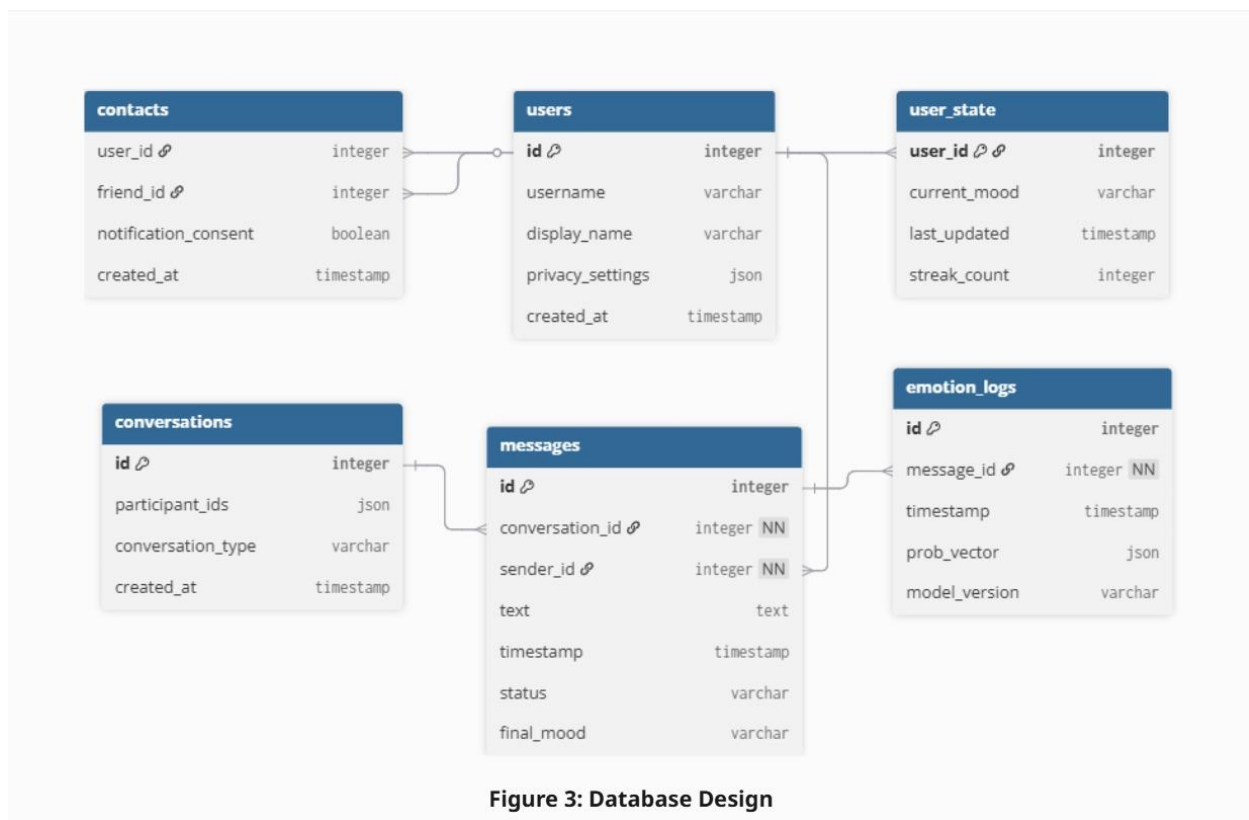 contacts
user_id integer
friend_id integer
notification_consent boolean
created_at timestamp
users
id integer
username varchar
display_name varchar
privacy_settings json
created_at timestamp
user_state
user_id integer
current_mood varchar
last_updated timestamp
streak_count integer
conversations
id integer
participant_ids json
conversation_type varchar
created_at timestamp
messages
id integer
conversation_id integer NN
sender_id integer NN
text text
timestamp timestamp
status varchar
final_mood varchar
emotion_logs
id integer
message_id integer NN
timestamp timestamp
prob_vector json
model_version varchar
Figure 3: Database Design